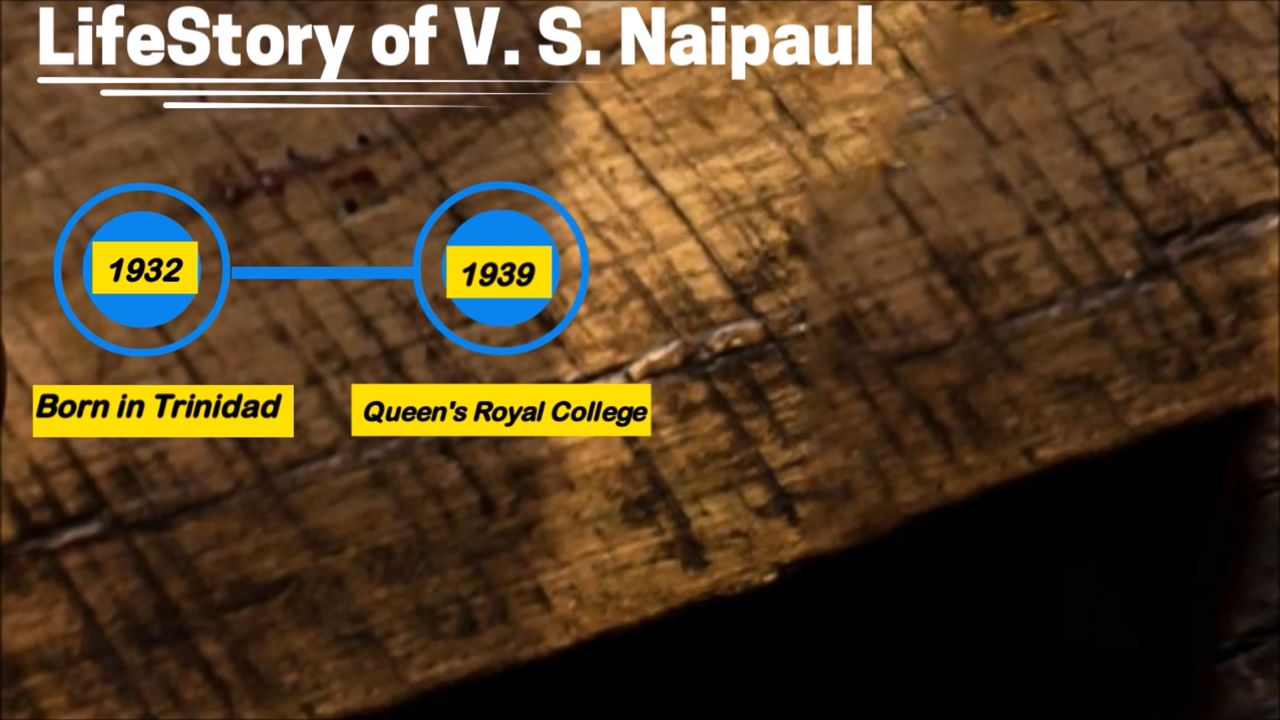 LifeStory of V. S. Naipaul
1932
1939
Born in Trinidad
Queen's Royal College